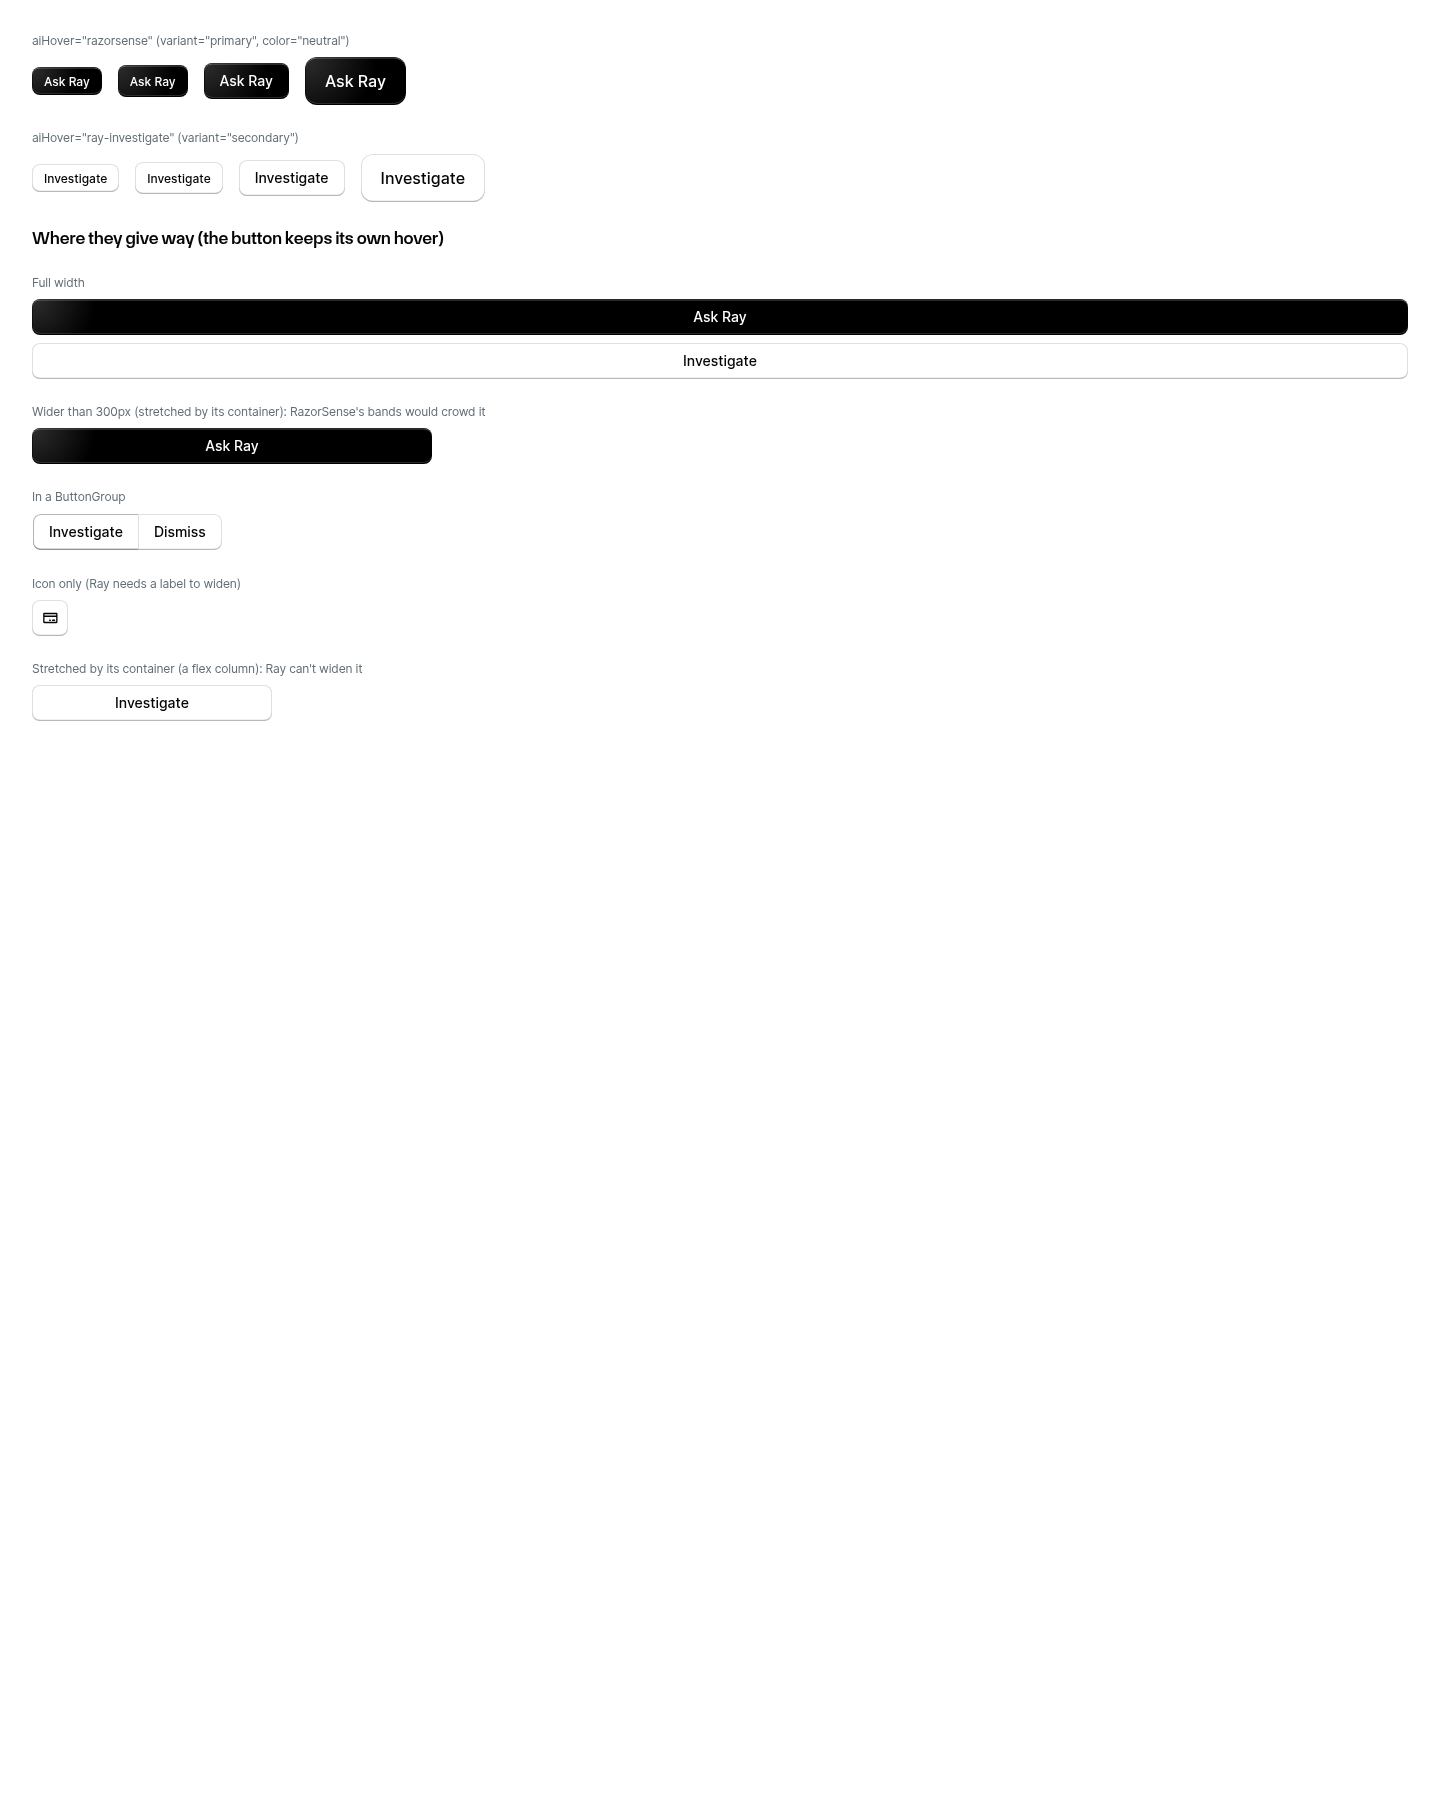 aiHover="razorsense" (variant="primary", color="neutral")
Ask Ray Ask Ray Ask Ray Ask Ray
aiHover="ray-investigate" (variant="secondary")
Investigate Investigate Investigate Investigate
Where they give way (the button keeps its own hover)
Full width
Ask Ray
Investigate
Wider than 300px (stretched by its container): RazorSense's bands would crowd it
Ask Ray
In a ButtonGroup
Investigate Dismiss
Icon only (Ray needs a label to widen)
Stretched by its container (a flex column): Ray can't widen it
Investigate